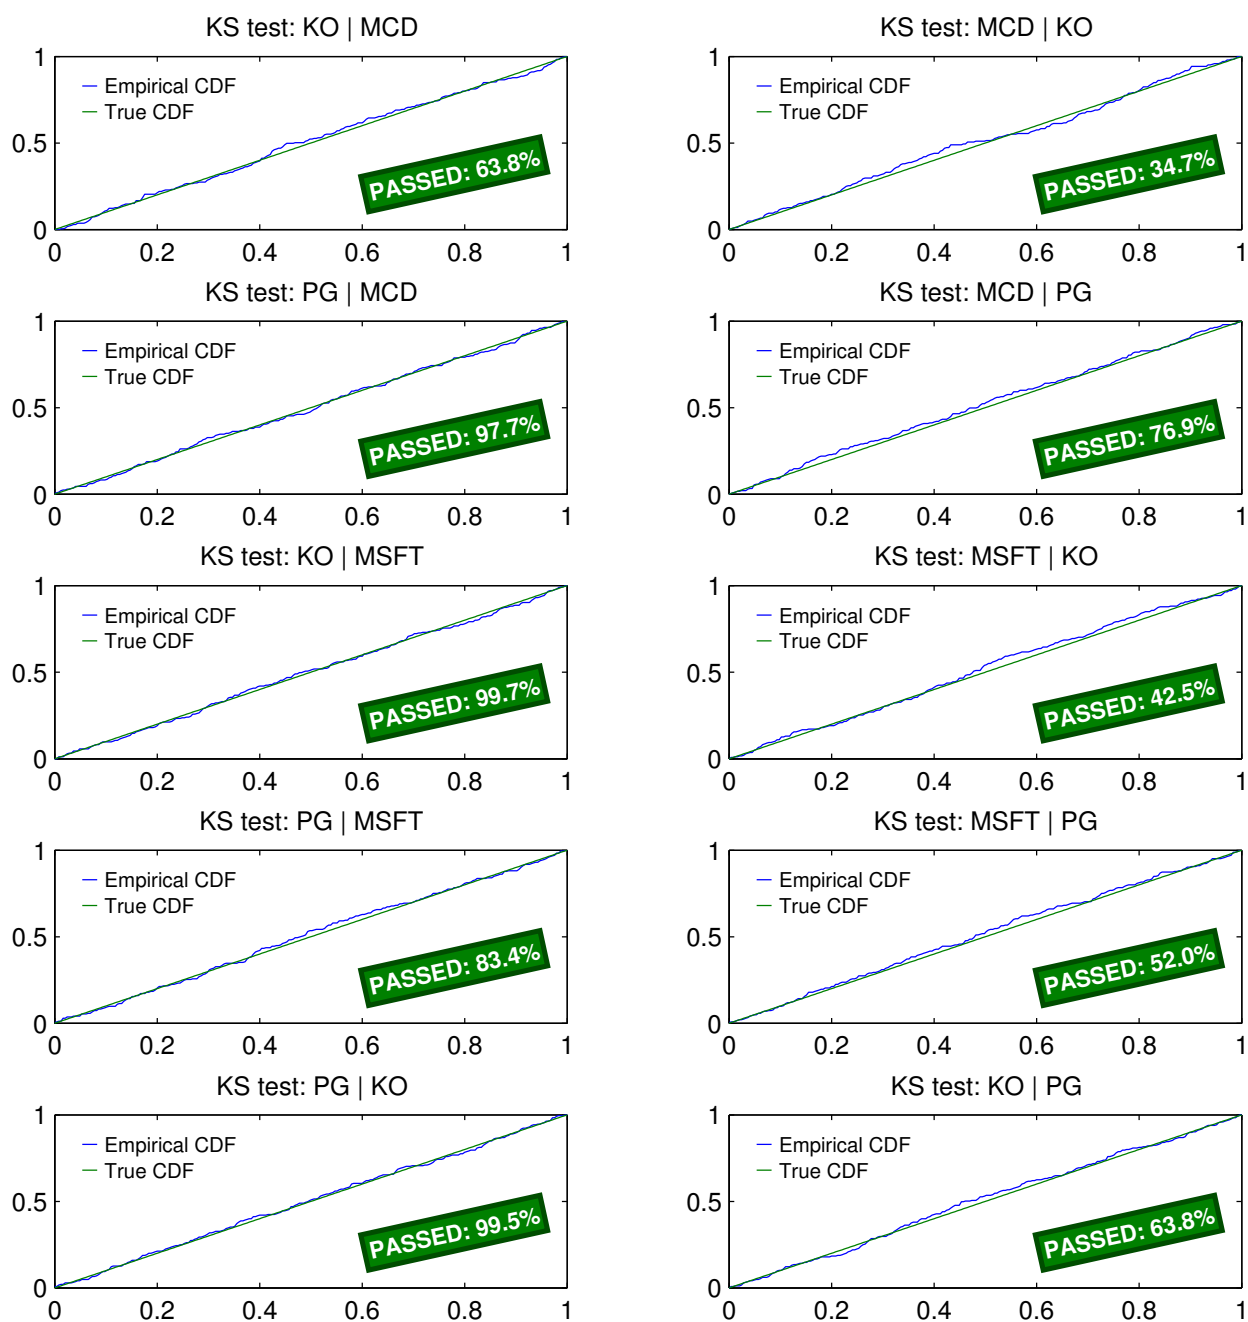 KS test: KO | MCD
1
0.5
0
Empirical CDF
True CDF
PASSED: 63.8%
0 0.2 0.4 0.6 0.8 1
KS test: MCD | KO
1
0.5
0
Empirical CDF
True CDF
PASSED: 34.7%
0 0.2 0.4 0.6 0.8 1
KS test: PG | MCD
1
0.5
0
Empirical CDF
True CDF
PASSED: 97.7%
0 0.2 0.4 0.6 0.8 1
KS test: MCD | PG
1
0.5
0
Empirical CDF
True CDF
PASSED: 76.9%
0 0.2 0.4 0.6 0.8 1
KS test: KO | MSFT
1
0.5
0
Empirical CDF
True CDF
PASSED: 99.7%
0 0.2 0.4 0.6 0.8 1
KS test: MSFT | KO
1
0.5
0
Empirical CDF
True CDF
PASSED: 42.5%
0 0.2 0.4 0.6 0.8 1
KS test: PG | MSFT
1
0.5
0
Empirical CDF
True CDF
PASSED: 83.4%
0 0.2 0.4 0.6 0.8 1
KS test: MSFT | PG
1
0.5
0
Empirical CDF
True CDF
PASSED: 52.0%
0 0.2 0.4 0.6 0.8 1
KS test: PG | KO
1
0.5
0
Empirical CDF
True CDF
PASSED: 99.5%
0 0.2 0.4 0.6 0.8 1
KS test: KO | PG
1
0.5
0
Empirical CDF
True CDF
PASSED: 63.8%
0 0.2 0.4 0.6 0.8 1